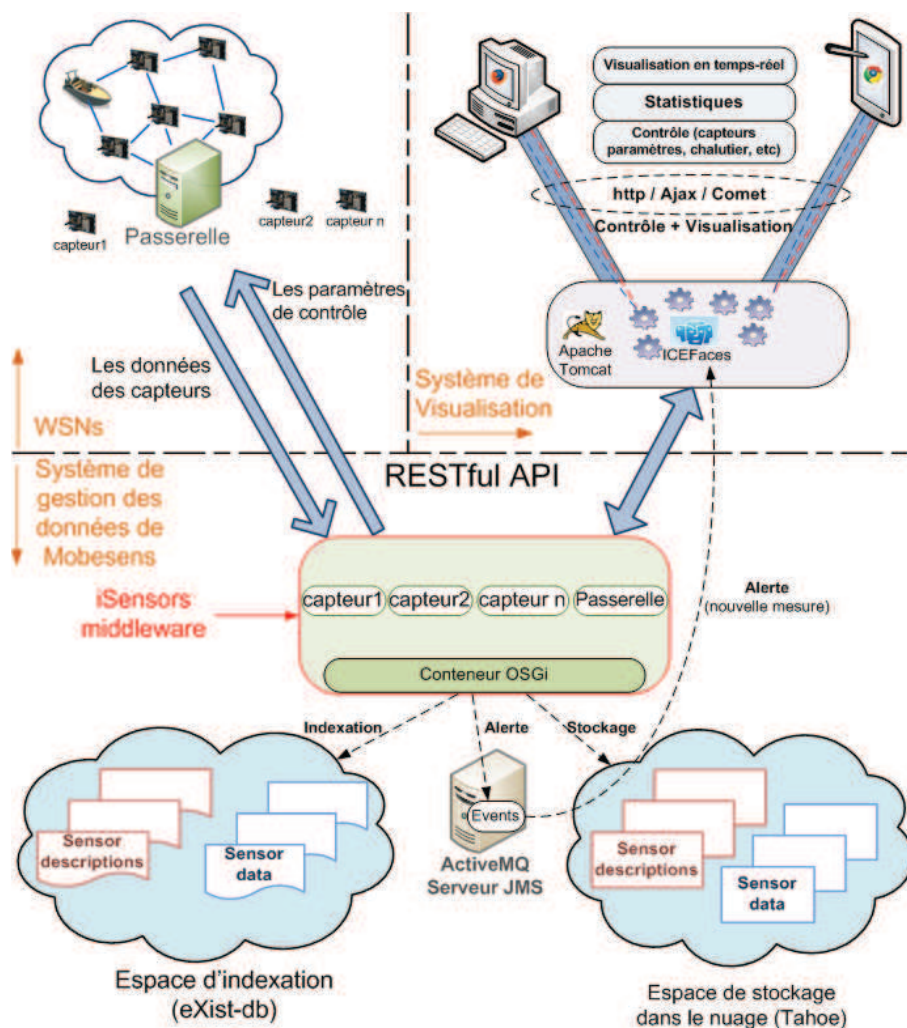 Visualisation en temps-réel
Statistiques
Contrôle (capteurs
paramètres, chalutier, etc)
http / Ajax / Comet
Contrôle + Visualisation
capteur1
Passerelle
capteur2
capteur n
Les paramètres
de contrôle
Les données
des capteurs
Apache
Tomcat
ICEFaces
WSNs
Système de
Visualisation
Système de
gestion des
données de
Mobesens
RESTful API
iSensors
middleware
capteur1
capteur2
capteur n
Passerelle
Conteneur OSGi
Alerte
(nouvelle mesure)
Indexation
Alerte
Stockage
Events
ActiveMQ
Serveur JMS
Sensor
descriptions
Sensor
data
Sensor
descriptions
Sensor
data
Espace d'indexation
(eXist-db)
Espace de stockage
dans le nuage (Tahoe)